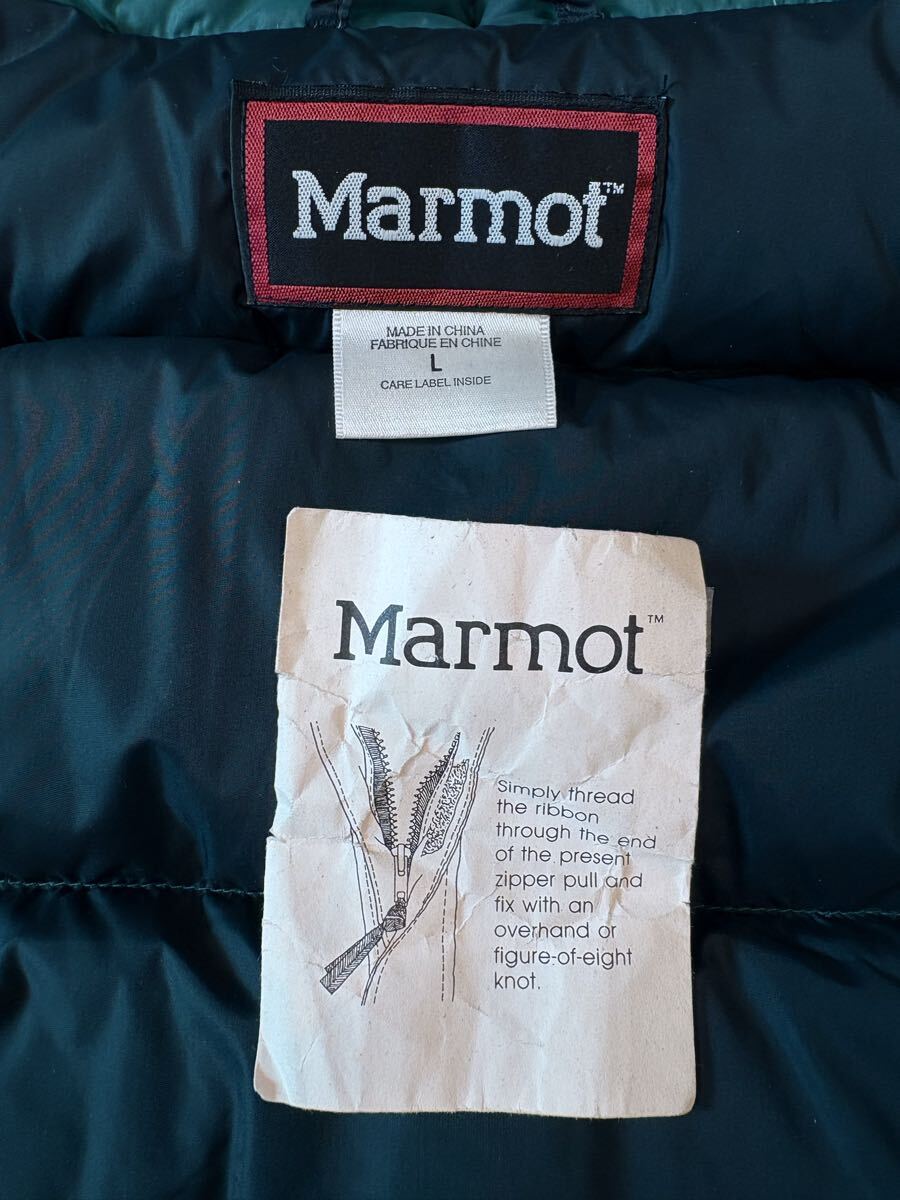 Marmot™
MADE IN CHINA
FABRIQUE EN CHINE
L
CARE LABEL INSIDE
Marmot™
Simply thread
the ribbon
through the end
of the present
zipper pull and
fix with an
overhand or
figure-of-eight
knot.